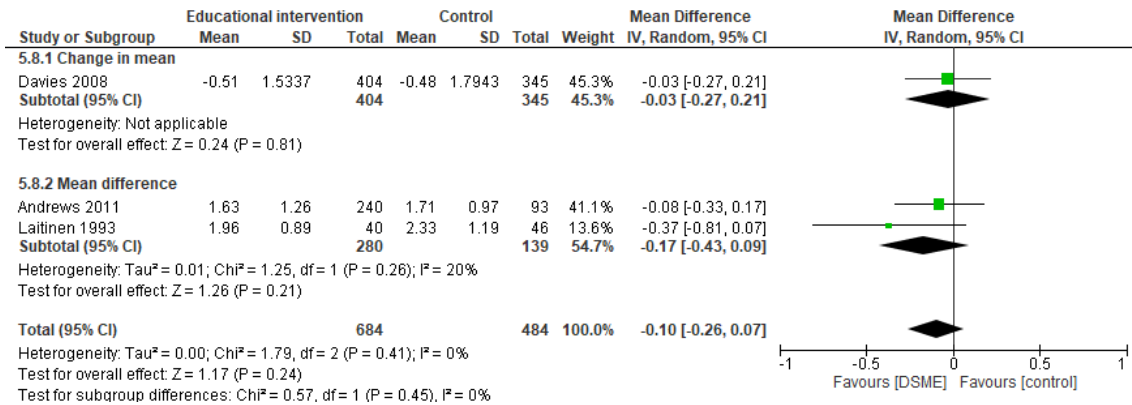 Educational intervention Control Mean Difference Mean Difference
Study or Subgroup Mean SD Total Mean SD Total Weight IV, Random, 95% CI IV, Random, 95% CI
5.8.1 Change in mean
Davies 2008 -0.51 1.5337 404 -0.48 1.7943 345 45.3% -0.03 [-0.27, 0.21]
Subtotal (95% CI) 404 345 45.3% -0.03 [-0.27, 0.21]
Heterogeneity: Not applicable
Test for overall effect: Z = 0.24 (P = 0.81)
5.8.2 Mean difference
Andrews 2011 1.63 1.26 240 1.71 0.97 93 41.1% -0.08 [-0.33, 0.17]
Laitinen 1993 1.96 0.89 40 2.33 1.19 46 13.6% -0.37 [-0.81, 0.07]
Subtotal (95% CI) 280 139 54.7% -0.17 [-0.43, 0.09]
Heterogeneity: Tau² = 0.01; Chi² = 1.25, df = 1 (P = 0.26); I² = 20%
Test for overall effect: Z = 1.26 (P = 0.21)
Total (95% CI) 684 484 100.0% -0.10 [-0.26, 0.07]
Heterogeneity: Tau² = 0.00; Chi² = 1.79, df = 2 (P = 0.41); I² = 0%
Test for overall effect: Z = 1.17 (P = 0.24)
Test for subgroup differences: Chi² = 0.57, df = 1 (P = 0.45), I² = 0%
-1 -0.5 0 0.5 1
Favours [DSME] Favours [control]